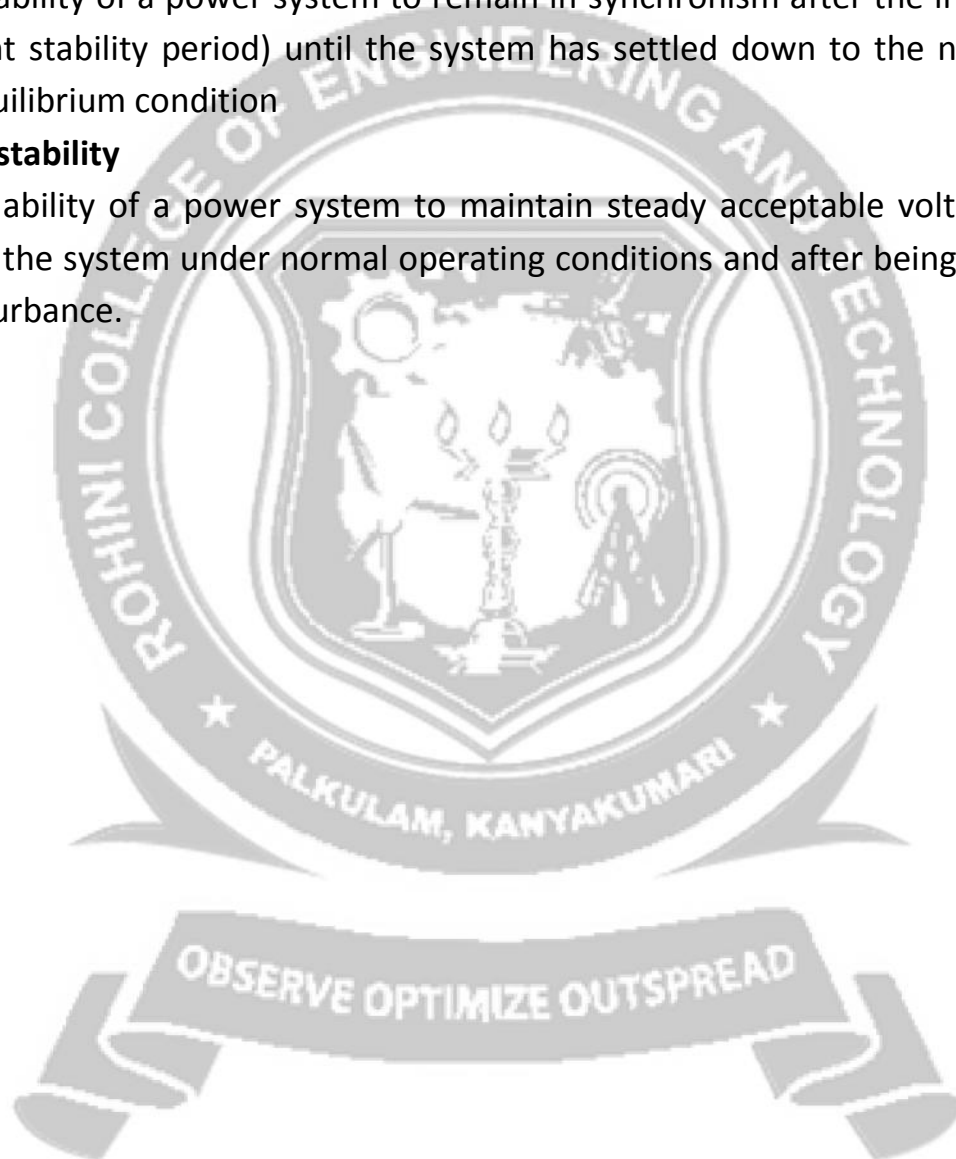 ability of a power system to remain in synchronism after the
t stability period) until the system has settled down to the n
uilibrium condition
stability
ability of a power system to maintain steady acceptable volt
the system under normal operating conditions and after being
urbance.
ROHINI COLLEGE OF ENGINEERING AND TECHNOLOGY
PALKULAM, KANYAKUMARI
OBSERVE OPTIMIZE OUTSPREAD